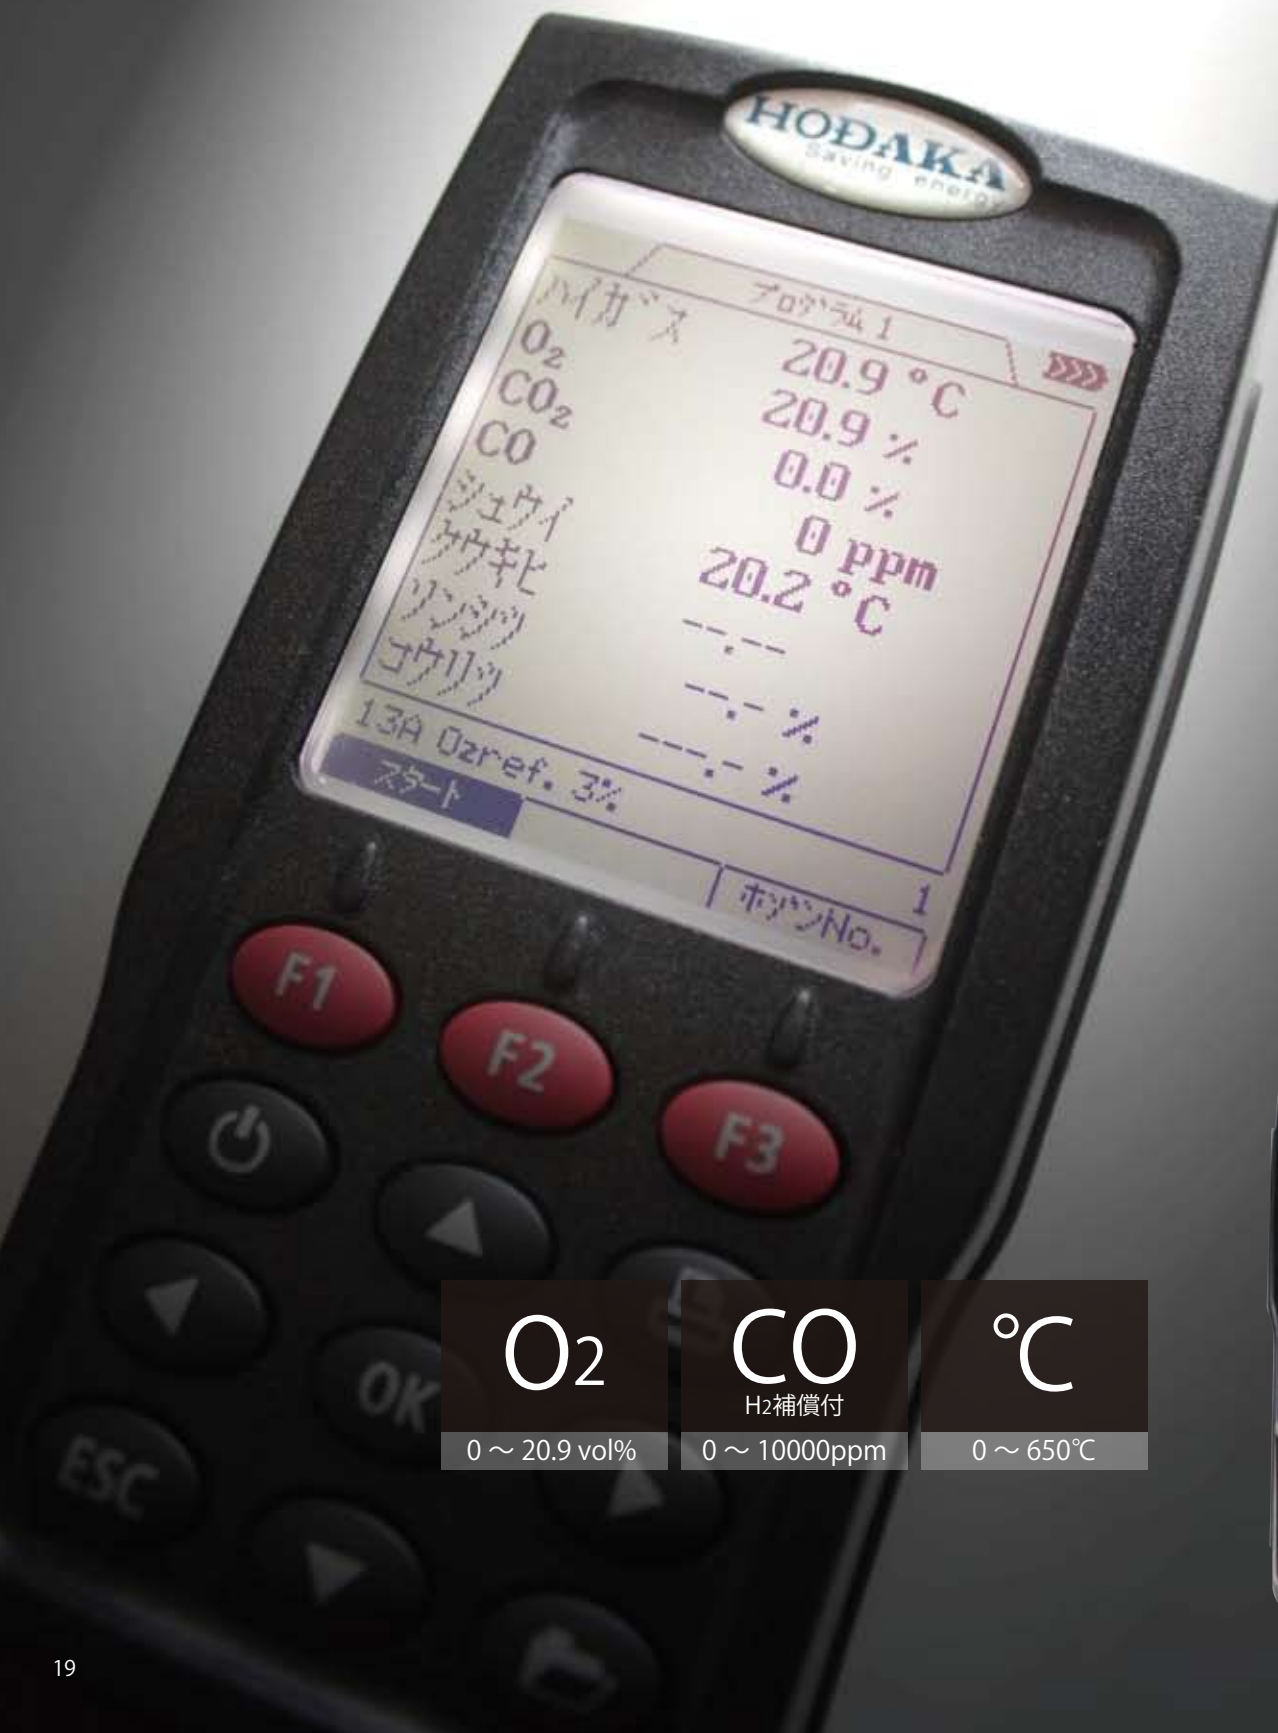 HOĐAKA
Saving energy
プログラム 1
ハイガス 20.9 °C
O₂ 20.9 %
CO₂ 0.0 %
CO 0 ppm
シュウイ 20.2 °C
クウキヒ --.--
ソンシツ --.- %
コウリツ ---.- %
13A O₂ref. 3%
1
スタート
ホゾンNo.
F1
F2
F3
OK
ESC
O2
0 ～ 20.9 vol%
CO
H2補償付
0 ～ 10000ppm
℃
0 ～ 650℃
19